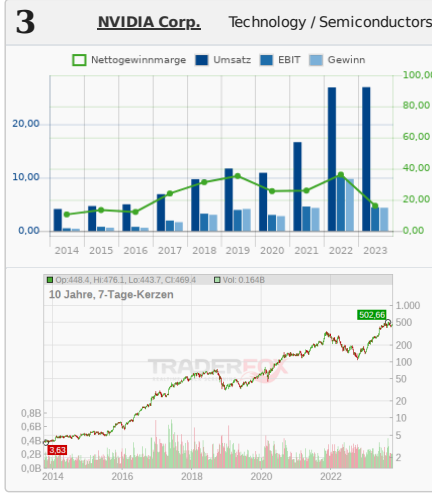 3 NVIDIA Corp. Technology / Semiconductors
Nettogewinnmarge Umsatz EBIT Gewinn
100,00
80,00
20,00 60,00
10,00 40,00
20,00
0,00 0,00
2014 2015 2016 2017 2018 2019 2020 2021 2022 2023
Op:448.4, Hi:476.1, Lo:443.7, Cl:469.4 Vol: 0.164B
10 Jahre, 7-Tage-Kerzen
1.000
502,66 500
200
100
TRADERFOX
50
20
0,8B 10
0,6B
0,4B 3,63 5
0,2B 2
0,0B
2014 2016 2018 2020 2022